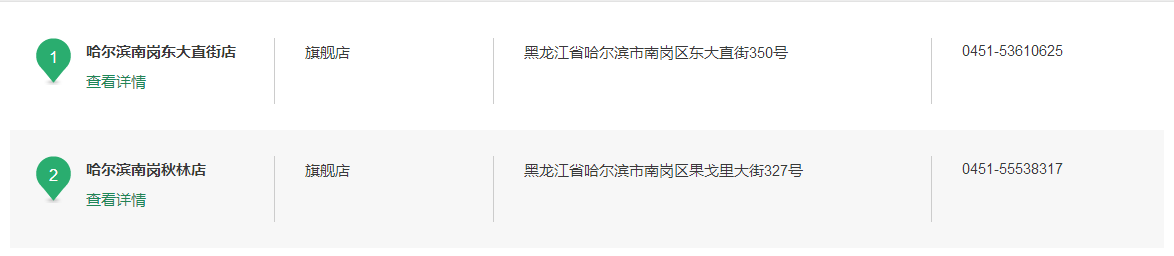 1 哈尔滨南岗东大直街店 旗舰店 黑龙江省哈尔滨市南岗区东大直街350号 0451-53610625
查看详情
2 哈尔滨南岗秋林店 旗舰店 黑龙江省哈尔滨市南岗区果戈里大街327号 0451-55538317
查看详情